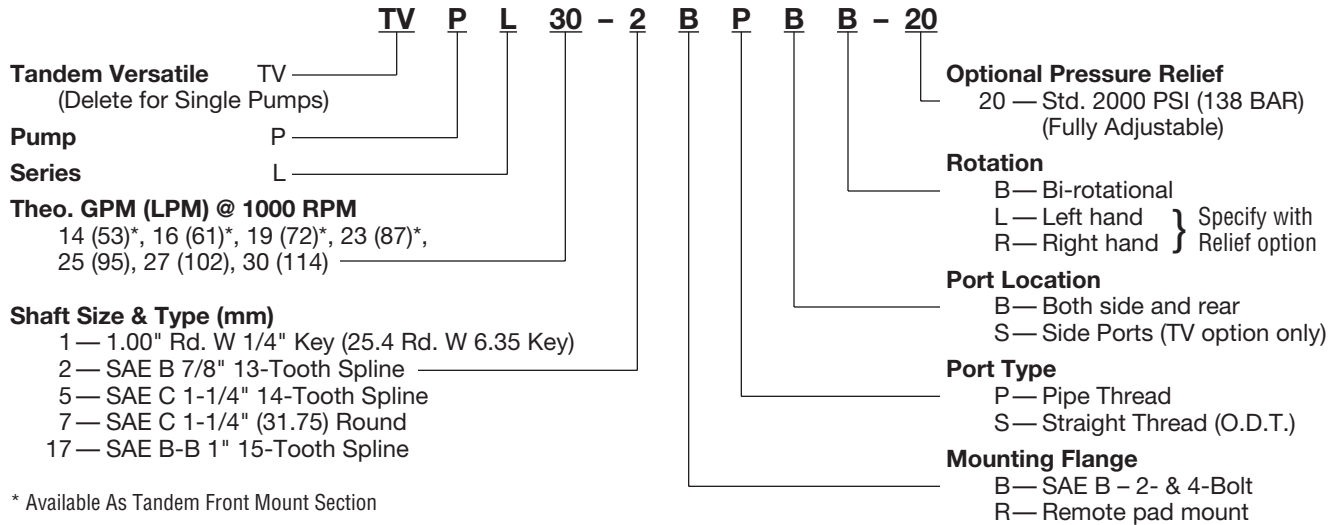 TV P L 30 – 2 B P B B – 20
Tandem Versatile TV
(Delete for Single Pumps)
Pump P
Series L
Theo. GPM (LPM) @ 1000 RPM
14 (53)*, 16 (61)*, 19 (72)*, 23 (87)*,
25 (95), 27 (102), 30 (114)
Shaft Size & Type (mm)
1 — 1.00" Rd. W 1/4" Key (25.4 Rd. W 6.35 Key)
2 — SAE B 7/8" 13-Tooth Spline
5 — SAE C 1-1/4" 14-Tooth Spline
7 — SAE C 1-1/4" (31.75) Round
17 — SAE B-B 1" 15-Tooth Spline
* Available As Tandem Front Mount Section
Optional Pressure Relief
20 — Std. 2000 PSI (138 BAR)
(Fully Adjustable)
Rotation
B — Bi-rotational
L — Left hand } Specify with
R — Right hand Relief option
Port Location
B — Both side and rear
S — Side Ports (TV option only)
Port Type
P — Pipe Thread
S — Straight Thread (O.D.T.)
Mounting Flange
B — SAE B – 2- & 4-Bolt
R — Remote pad mount